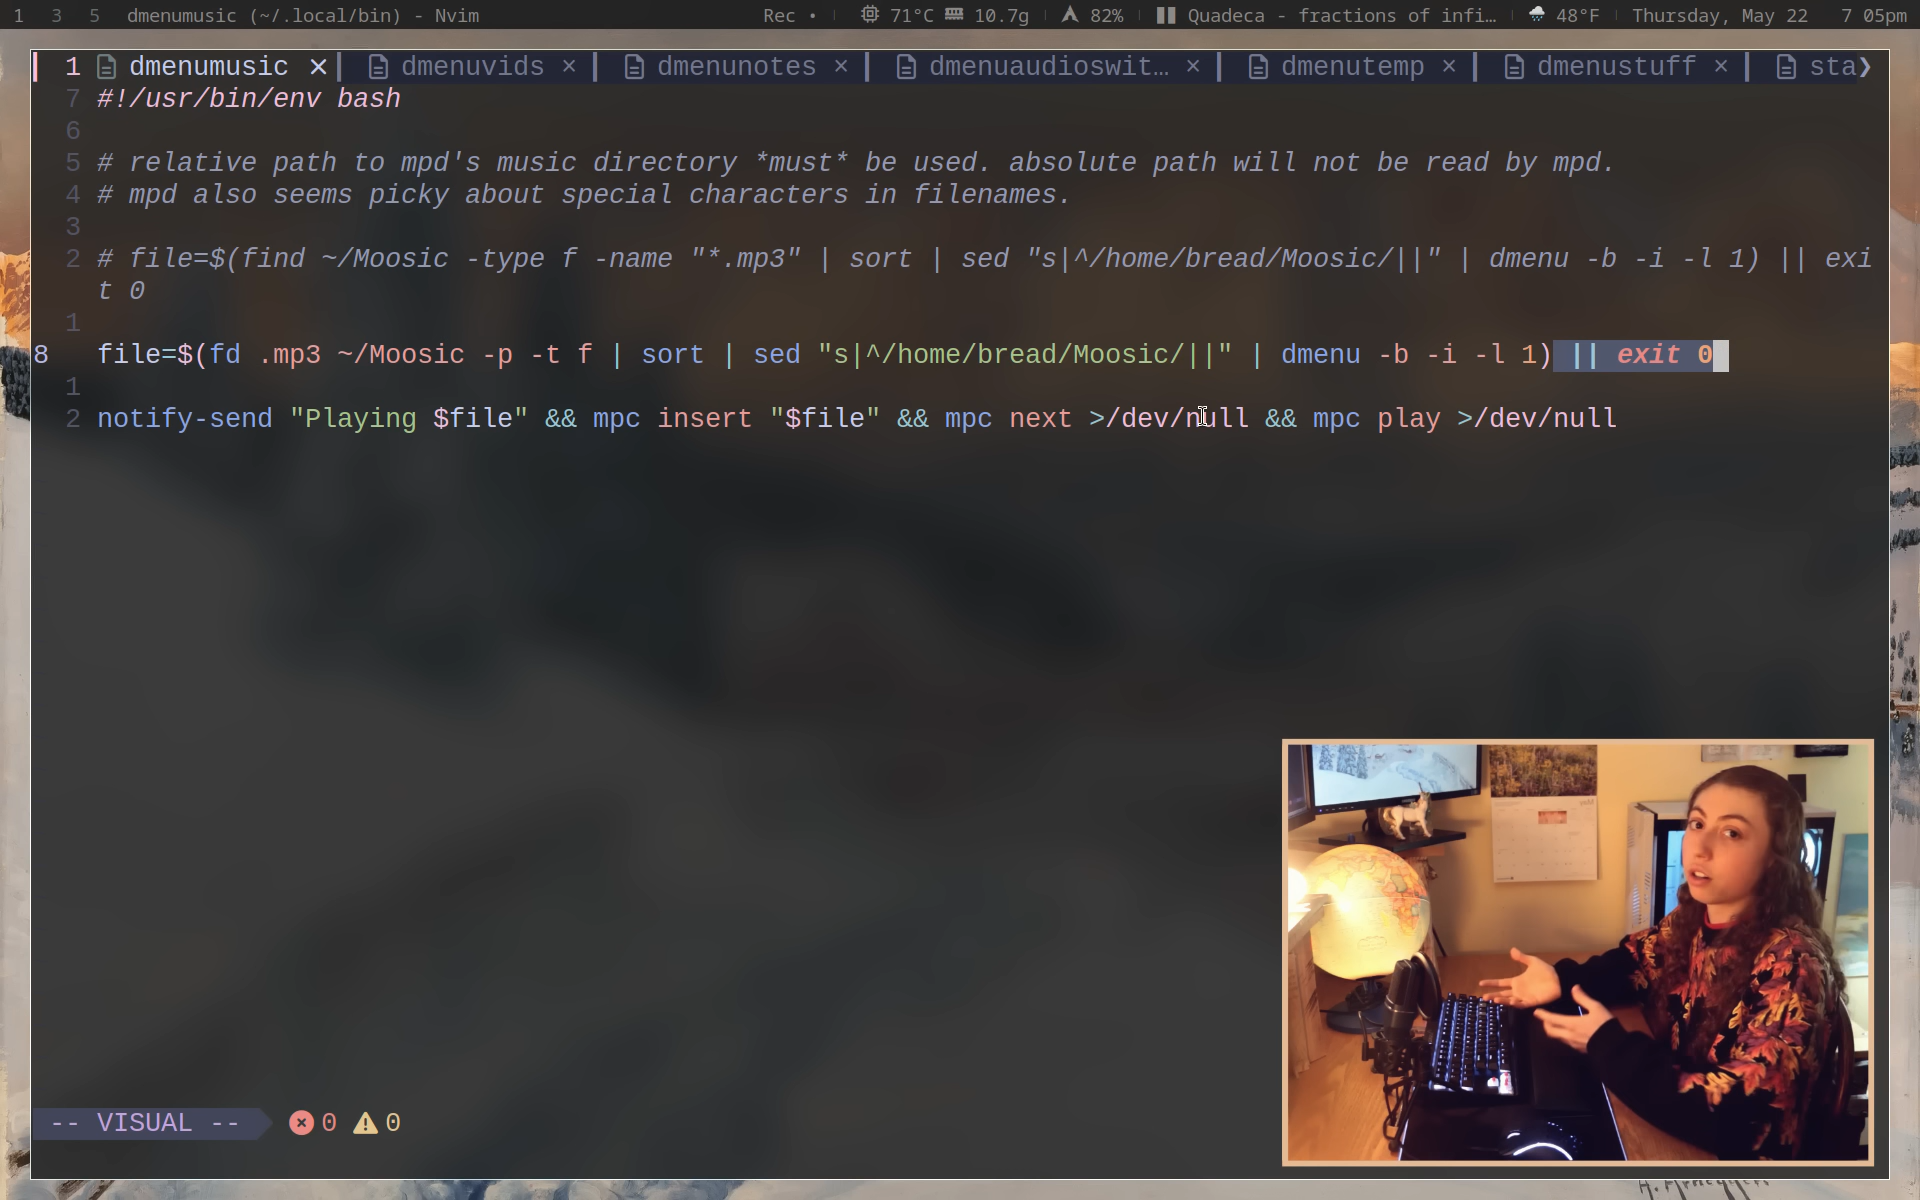 1 3 5 dmenumusic (~/.local/bin) - Nvim Rec • 71°C 10.7g 82% Quadeca - fractions of infi… 48°F Thursday, May 22 7 05pm
1 dmenumusic × dmenuvids × dmenunotes × dmenuaudioswit… × dmenutemp × dmenustuff × sta❯
7 #!/usr/bin/env bash
6
5 # relative path to mpd's music directory *must* be used. absolute path will not be read by mpd.
4 # mpd also seems picky about special characters in filenames.
3
2 # file=$(find ~/Moosic -type f -name "*.mp3" | sort | sed "s|^/home/bread/Moosic/||" | dmenu -b -i -l 1) || exi
t 0
1
8 file=$(fd .mp3 ~/Moosic -p -t f | sort | sed "s|^/home/bread/Moosic/||" | dmenu -b -i -l 1) || exit 0
1
2 notify-send "Playing $file" && mpc insert "$file" && mpc next >/dev/null && mpc play >/dev/null
-- VISUAL -- 0 0